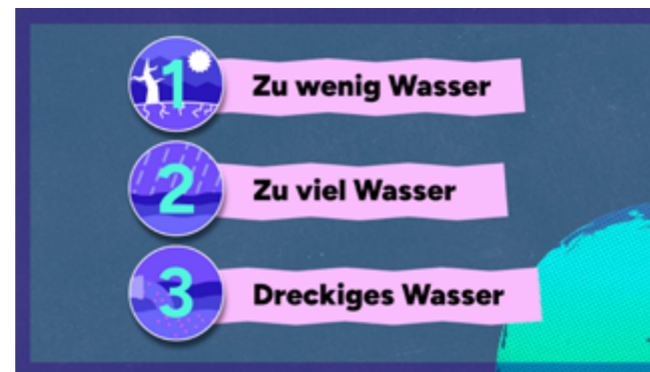 1 Zu wenig Wasser
2 Zu viel Wasser
3 Dreckiges Wasser